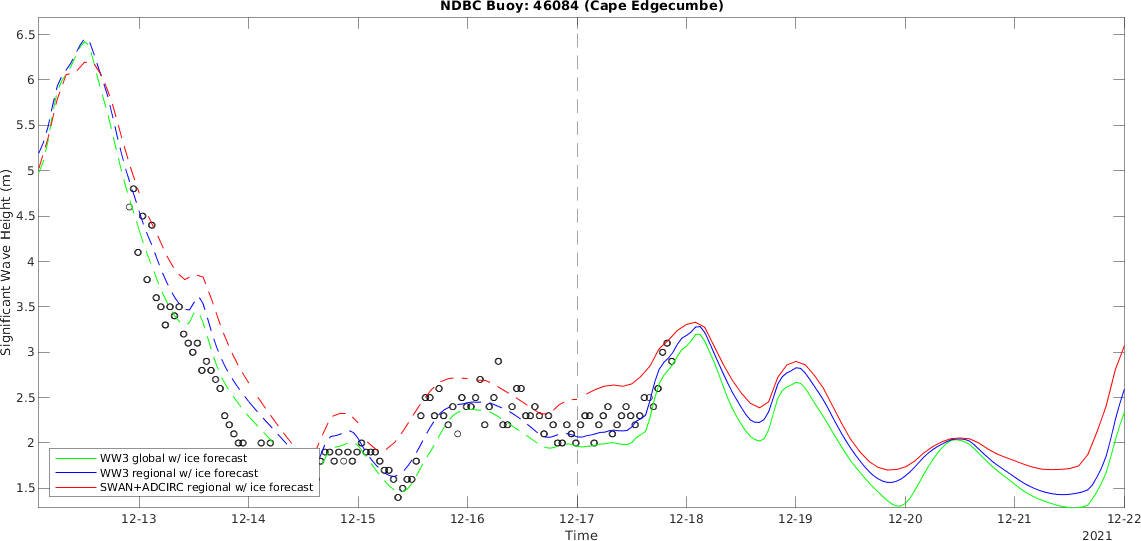 NDBC Buoy: 46084 (Cape Edgecumbe)
6.5
6
5.5
5
4.5
4
3.5
3
2.5
2
1.5
Significant Wave Height (m)
WW3 global w/ ice forecast
WW3 regional w/ ice forecast
SWAN+ADCIRC regional w/ ice forecast
12-13 12-14 12-15 12-16 12-17 12-18 12-19 12-20 12-21 12-22
Time
2021